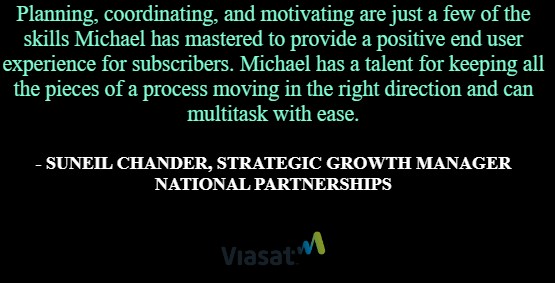 Planning, coordinating, and motivating are just a few of the
skills Michael has mastered to provide a positive end user
experience for subscribers. Michael has a talent for keeping all
the pieces of a process moving in the right direction and can
multitask with ease.
- SUNEIL CHANDER, STRATEGIC GROWTH MANAGER
NATIONAL PARTNERSHIPS
Viasat